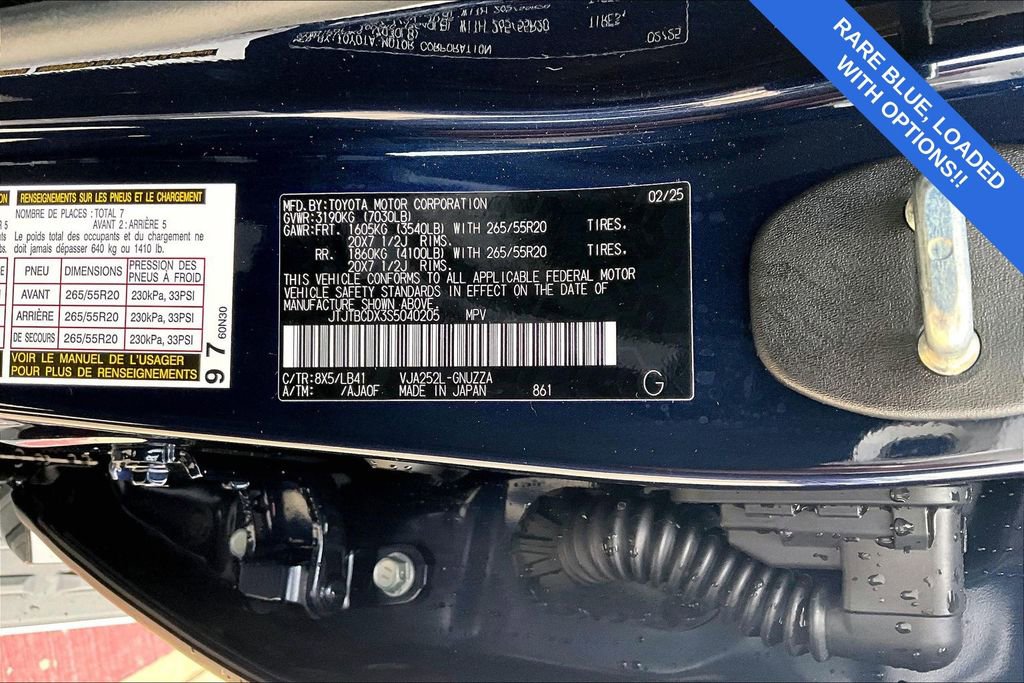 RARE BLUE, LOADED
WITH OPTIONS!!
RENSEIGNEMENTS SUR LES PNEUS ET LE CHARGEMENT
NOMBRE DE PLACES : TOTAL 7
AVANT 2 : ARRIÈRE 5
Le poids total des occupants et du chargement ne
doit jamais dépasser 640 kg ou 1410 lb.
PNEU DIMENSIONS PRESSION DES PNEUS À FROID
AVANT 265/55R20 230kPa, 33PSI
ARRIÈRE 265/55R20 230kPa, 33PSI
DE SECOURS 265/55R20 230kPa, 33PSI
VOIR LE MANUEL DE L'USAGER
POUR PLUS DE RENSEIGNEMENTS
97 60N30
MFD.BY:TOYOTA MOTOR CORPORATION 02/25
GVWR:3190KG (7030LB)
GAWR:FRT. 1605KG (3540LB) WITH 265/55R20 TIRES.
20X7 1/2J RIMS.
RR. 1860KG (4100LB) WITH 265/55R20 TIRES.
20X7 1/2J RIMS.
THIS VEHICLE CONFORMS TO ALL APPLICABLE FEDERAL MOTOR
VEHICLE SAFETY STANDARDS IN EFFECT ON THE DATE OF
MANUFACTURE SHOWN ABOVE.
JTJTBCDX3S5040205 MPV
C/TR:8X5/LB41 VJA252L-GNUZZA
A/TM: /AJA0F MADE IN JAPAN 861
G